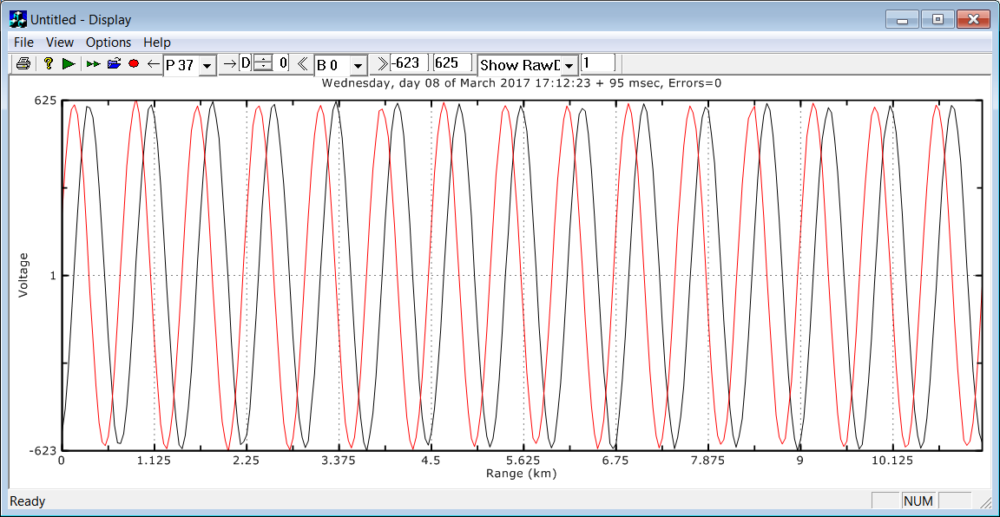 Untitled - Display
File View Options Help
? P 37 D 0 B 0 -623 625 Show RawD 1
Wednesday, day 08 of March 2017 17:12:23 + 95 msec, Errors=0
625
Voltage
1
-623
0 1.125 2.25 3.375 4.5 5.625 6.75 7.875 9 10.125
Range (km)
Ready NUM